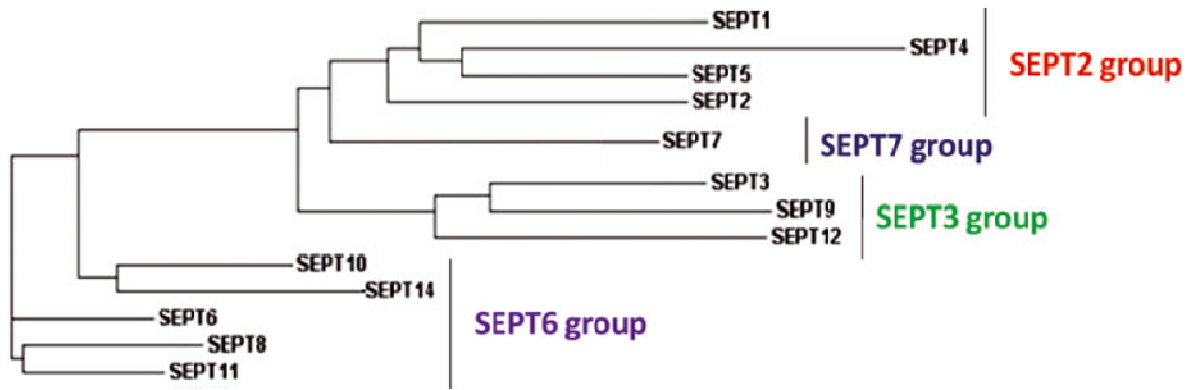 SEPT1
SEPT4
SEPT2 group
SEPT5
SEPT2
SEPT7
SEPT7 group
SEPT3
SEPT9
SEPT3 group
SEPT12
SEPT10
SEPT14
SEPT6
SEPT6 group
SEPT8
SEPT11